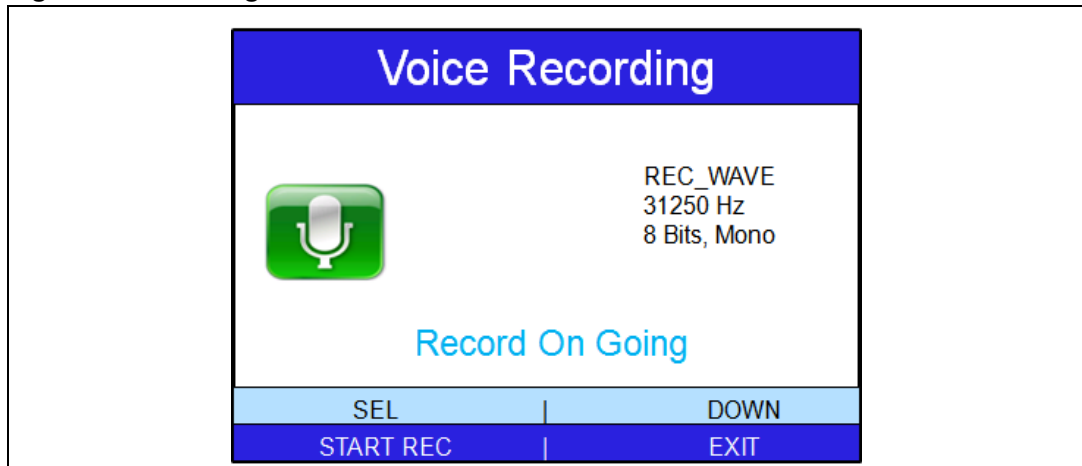 Voice Recording
REC_WAVE
31250 Hz
8 Bits, Mono
Record On Going
SEL | DOWN
START REC | EXIT